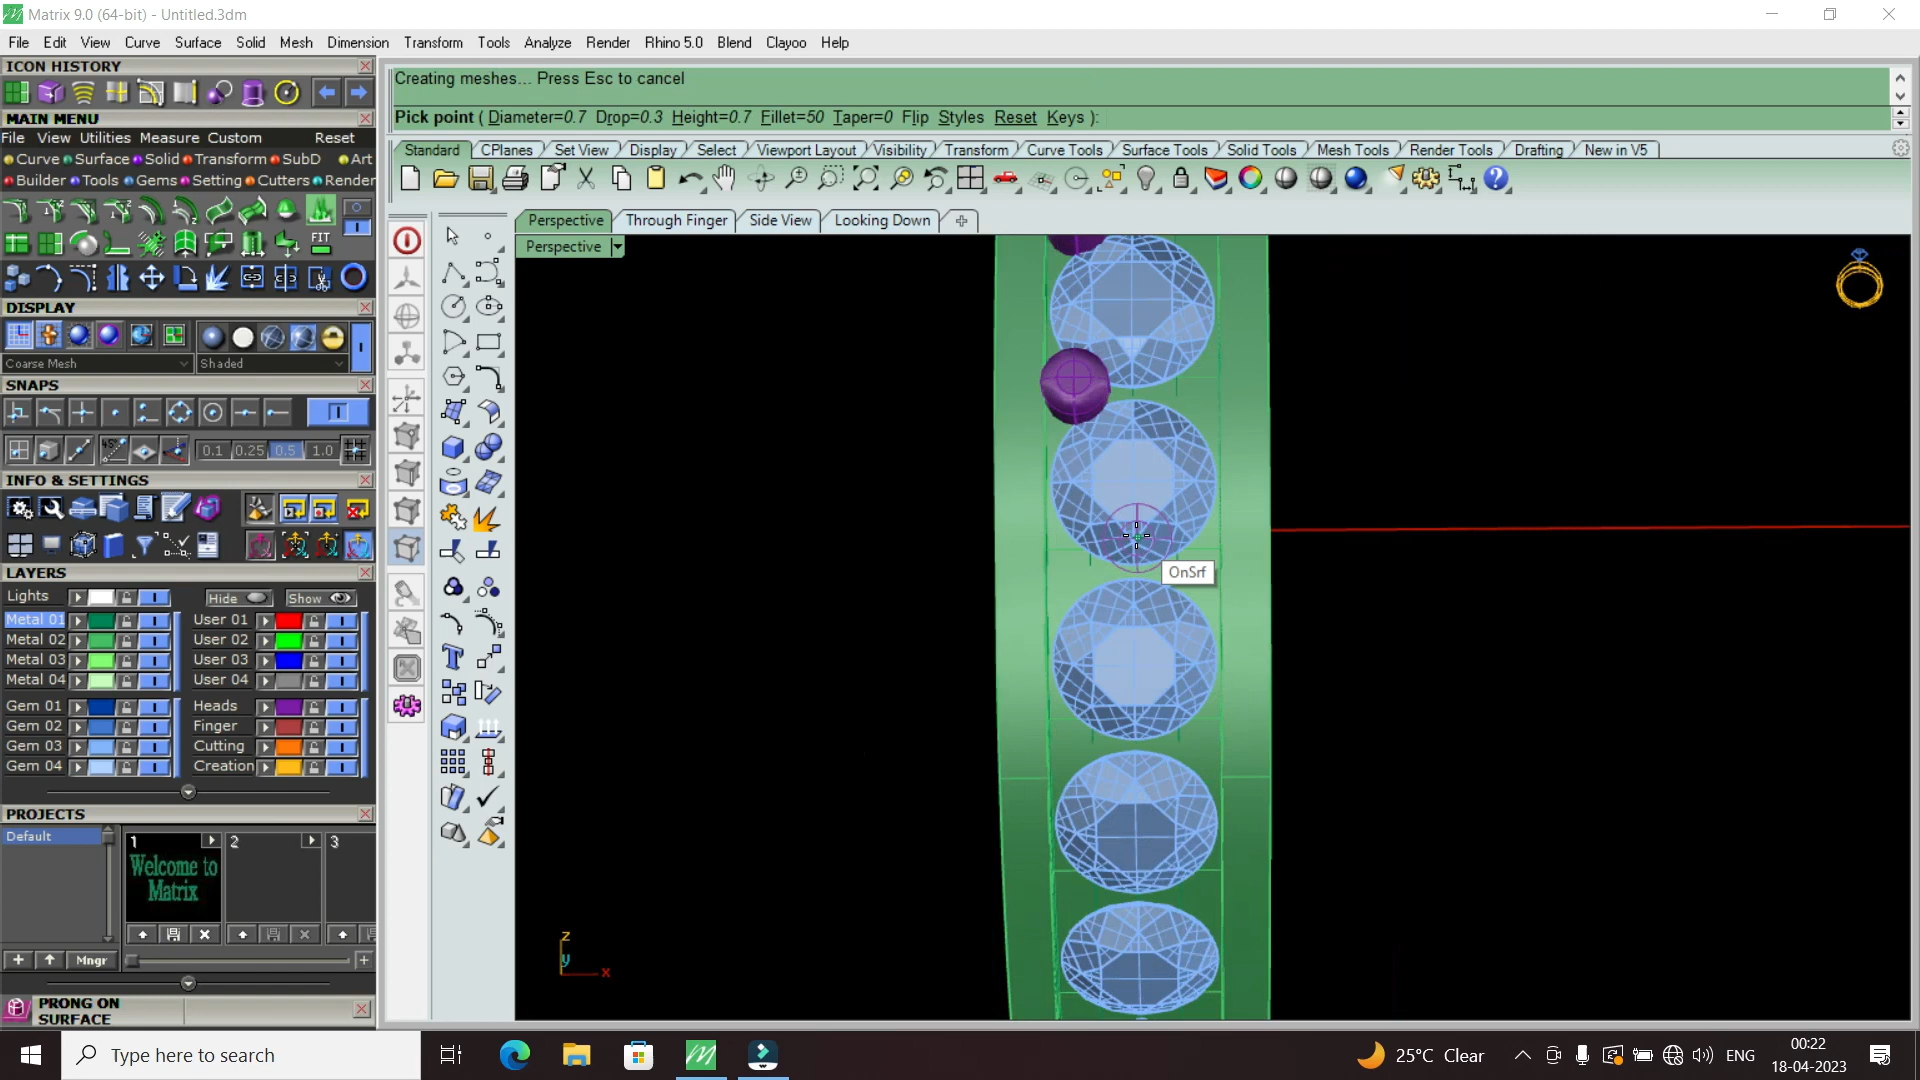 Matrix 9.0 (64-bit) - Untitled.3dm
File Edit View Curve Surface Solid Mesh Dimension Transform Tools Analyze Render Rhino 5.0 Blend Clayoo Help
ICON HISTORY
Creating meshes... Press Esc to cancel
Pick point ( Diameter=0.7 Drop=0.3 Height=0.7 Fillet=50 Taper=0 Flip Styles Reset Keys ):
MAIN MENU
File View Utilities Measure Custom Reset
Curve Surface Solid Transform SubD Art
Builder Tools Gems Setting Cutters Render
Standard CPlanes Set View Display Select Viewport Layout Visibility Transform Curve Tools Surface Tools Solid Tools Mesh Tools Render Tools Drafting New in V5
Perspective Through Finger Side View Looking Down
Perspective
FIT
DISPLAY
Coarse Mesh Shaded
SNAPS
45°
0.1 0.25 0.5 1.0
INFO & SETTINGS
OnSrf
LAYERS
Lights Hide Show
Metal 01 User 01
Metal 02 User 02
Metal 03 User 03
Metal 04 User 04
Gem 01 Heads
Gem 02 Finger
Gem 03 Cutting
Gem 04 Creation
PROJECTS
Default
1 2 3
Welcome to
Matrix
Mngr
z
y
x
PRONG ON
SURFACE
Type here to search
25°C Clear
ENG
00:22
18-04-2023